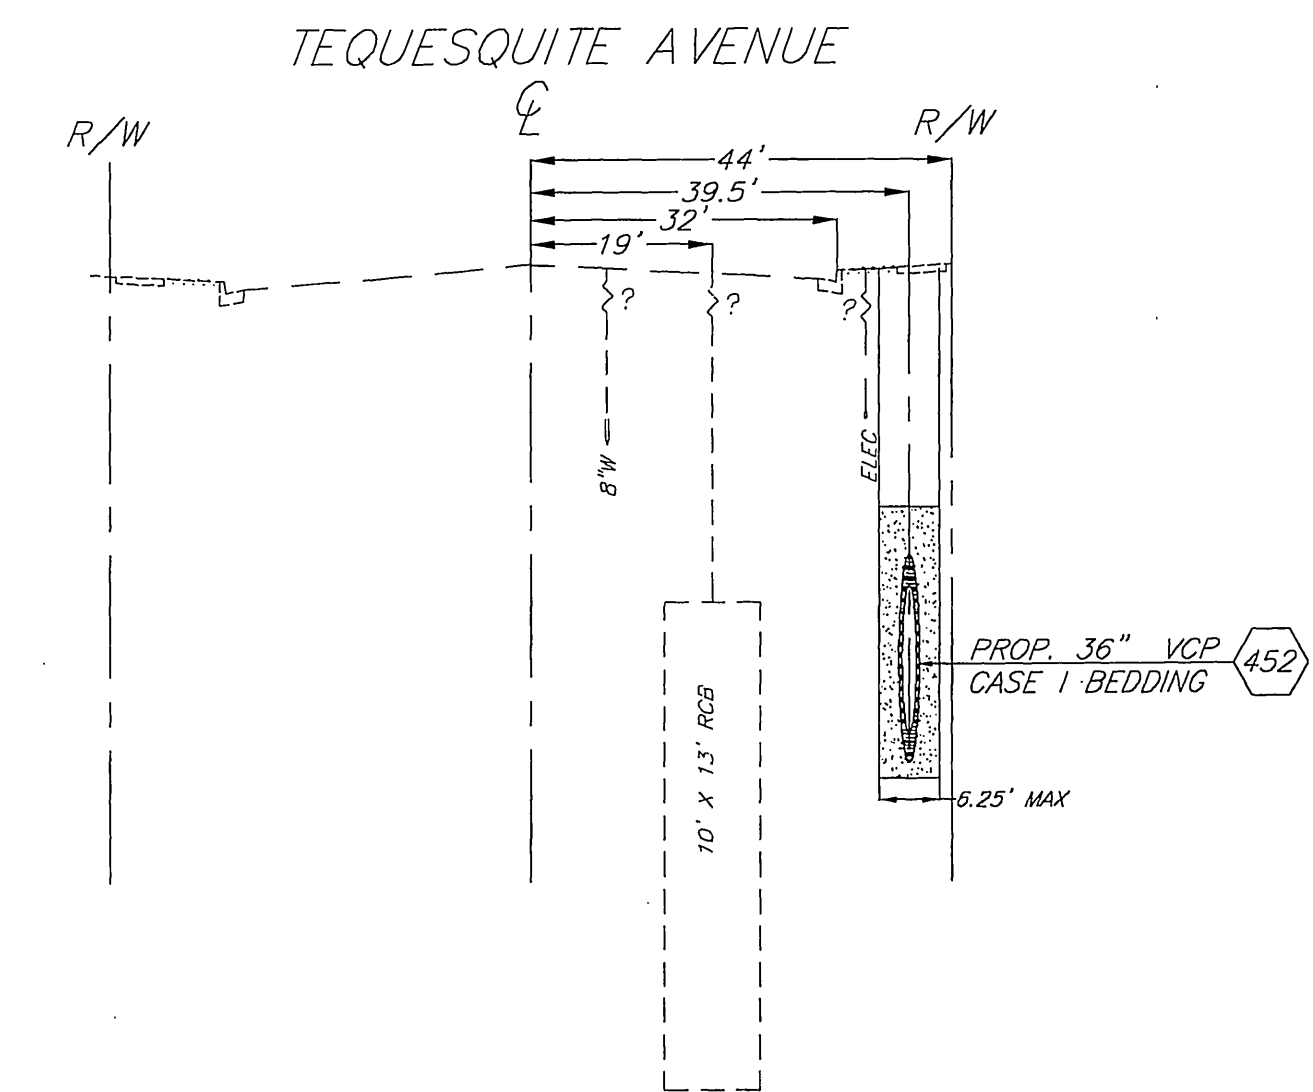 TEQUESQUITE AVENUE
℄
R/W
R/W
44'
39.5'
32'
19'
?
?
?
8"W
ELEC
10' X 13' RCB
PROP. 36" VCP
452
CASE 1 BEDDING
6.25' MAX